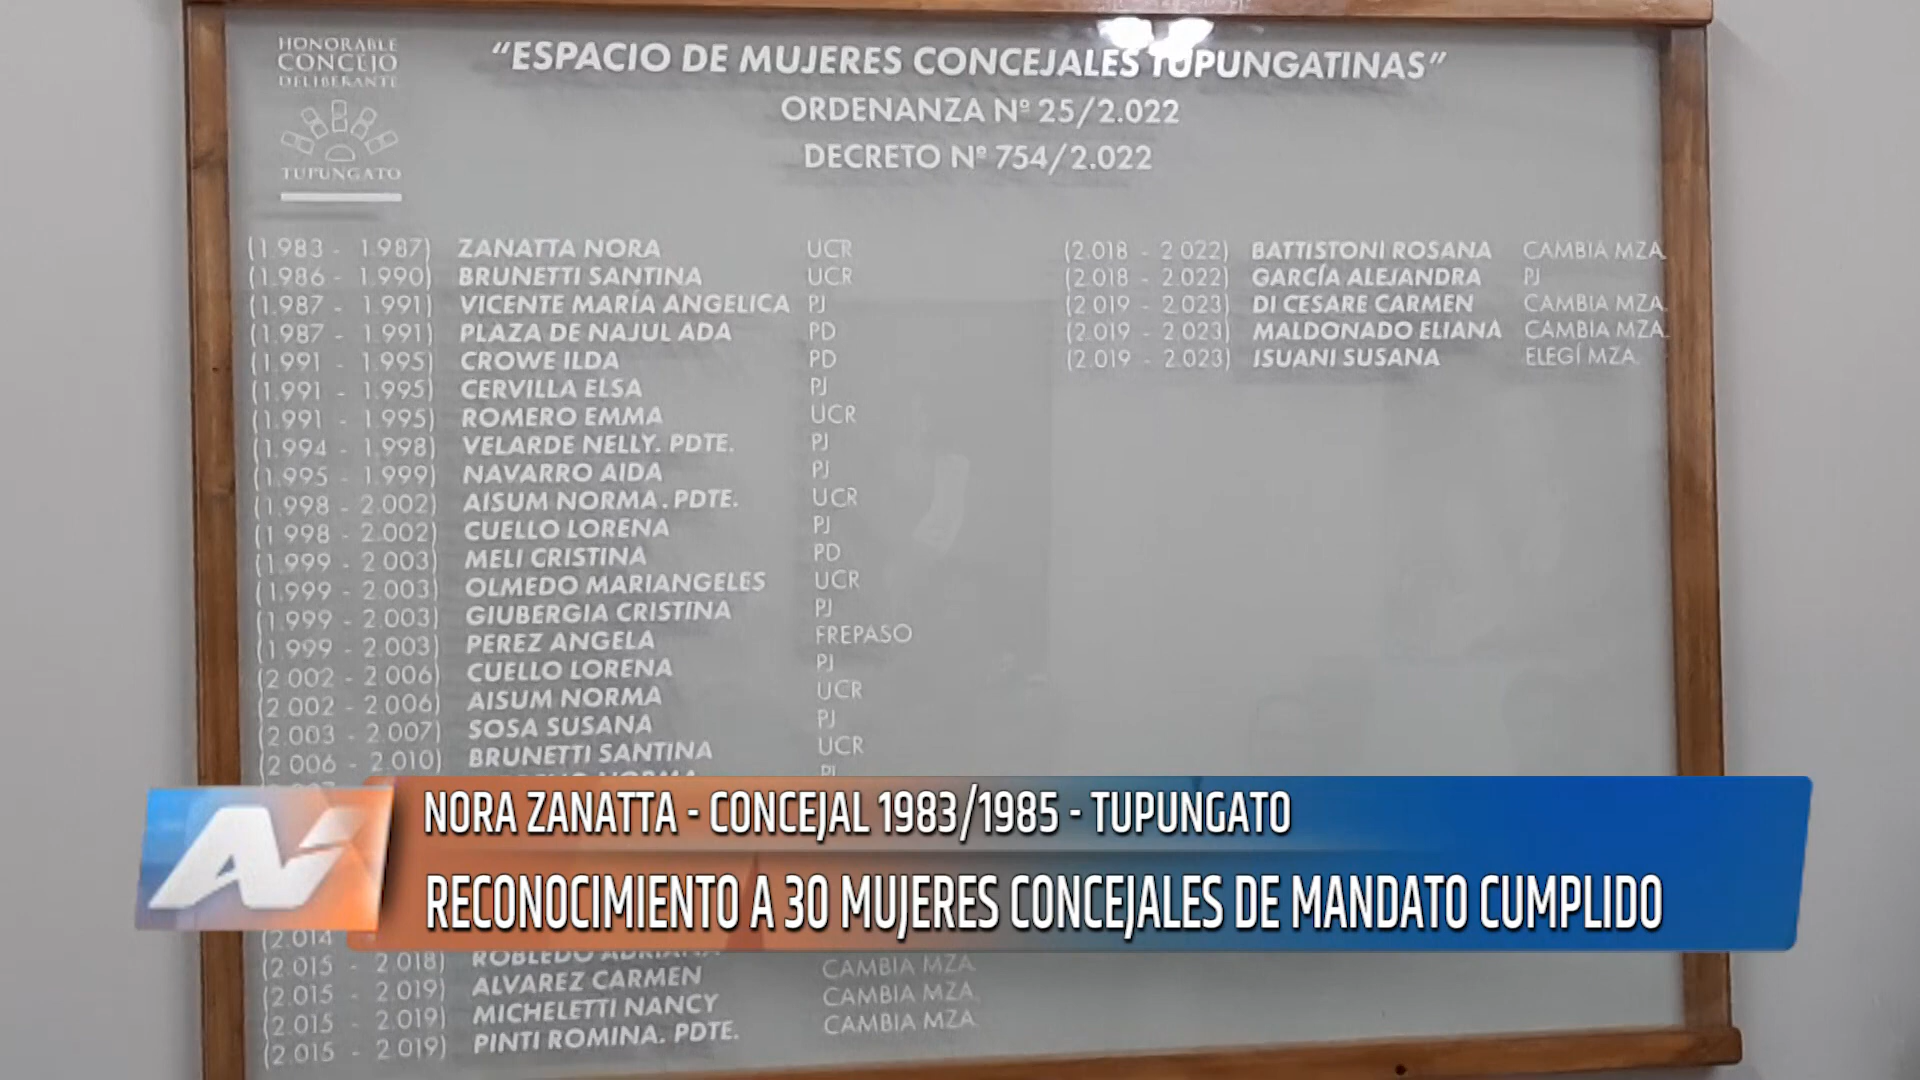 HONORABLE
CONCEJO
DELIBERANTE
TUPUNGATO
“ESPACIO DE MUJERES CONCEJALES TUPUNGATINAS”
ORDENANZA Nº 25/2.022
DECRETO Nº 754/2.022
(1.983 - 1.987) ZANATTA NORA UCR
(1.986 - 1.990) BRUNETTI SANTINA UCR
(1.987 - 1.991) VICENTE MARÍA ANGELICA PJ
(1.987 - 1.991) PLAZA DE NAJUL ADA PD
(1.991 - 1.995) CROWE ILDA PD
(1.991 - 1.995) CERVILLA ELSA PJ
(1.991 - 1.995) ROMERO EMMA UCR
(1.994 - 1.998) VELARDE NELLY. PDTE. PJ
(1.995 - 1.999) NAVARRO AIDA PJ
(1.998 - 2.002) AISUM NORMA. PDTE. UCR
(1.998 - 2.002) CUELLO LORENA PJ
(1.999 - 2.003) MELI CRISTINA PD
(1.999 - 2.003) OLMEDO MARIANGELES UCR
(1.999 - 2.003) GIUBERGIA CRISTINA PJ
(1.999 - 2.003) PEREZ ANGELA FREPASO
(2.002 - 2.006) CUELLO LORENA PJ
(2.002 - 2.006) AISUM NORMA UCR
(2.003 - 2.007) SOSA SUSANA PJ
(2.006 - 2.010) BRUNETTI SANTINA UCR
NORMA PJ
(2.014
(2.015 - 2.018) ROBLEDO ADRIANA CAMBIA MZA.
(2.015 - 2.019) ALVAREZ CARMEN CAMBIA MZA.
(2.015 - 2.019) MICHELETTI NANCY CAMBIA MZA.
(2.015 - 2.019) PINTI ROMINA. PDTE.
(2.018 - 2.022) BATTISTONI ROSANA CAMBIA MZA.
(2.018 - 2.022) GARCÍA ALEJANDRA PJ
(2.019 - 2.023) DI CESARE CARMEN CAMBIA MZA.
(2.019 - 2.023) MALDONADO ELIANA CAMBIA MZA.
(2.019 - 2.023) ISUANI SUSANA ELEGÍ MZA.
NORA ZANATTA - CONCEJAL 1983/1985 - TUPUNGATO
RECONOCIMIENTO A 30 MUJERES CONCEJALES DE MANDATO CUMPLIDO